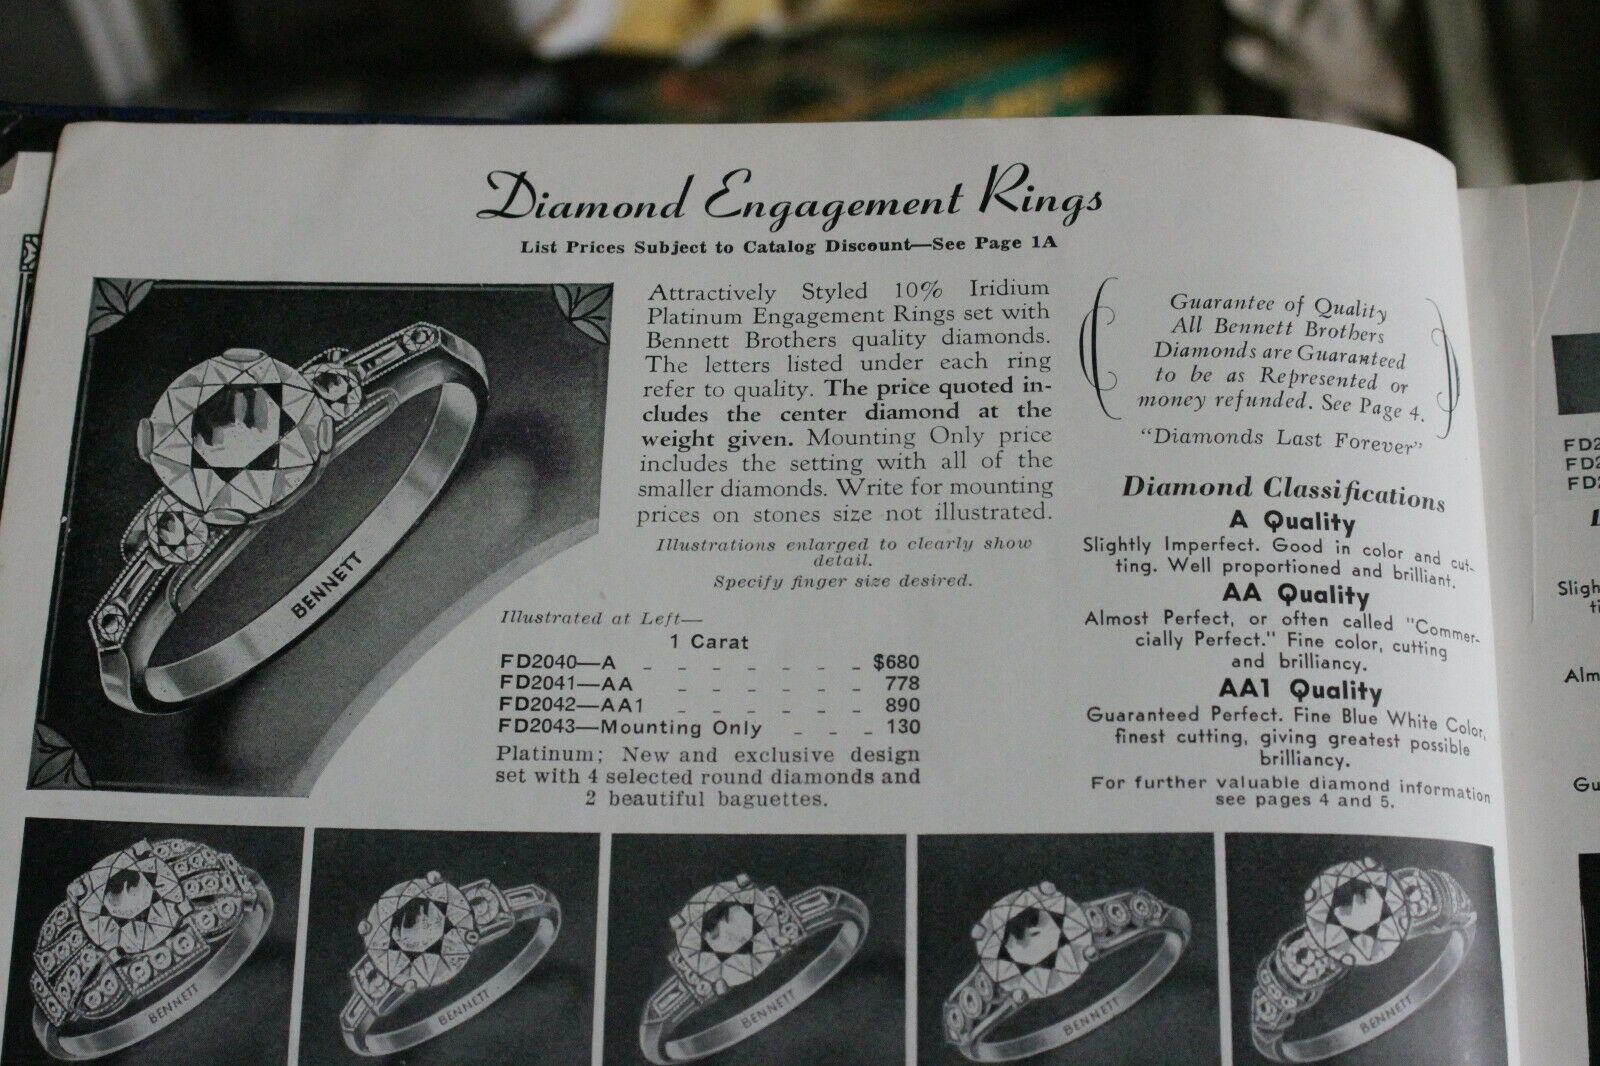 Diamond Engagement Rings
List Prices Subject to Catalog Discount—See Page 1A
BENNETT
Attractively Styled 10% Iridium
Platinum Engagement Rings set with
Bennett Brothers quality diamonds.
The letters listed under each ring
refer to quality. The price quoted in-
cludes the center diamond at the
weight given. Mounting Only price
includes the setting with all of the
smaller diamonds. Write for mounting
prices on stones size not illustrated.
Illustrations enlarged to clearly show
detail.
Specify finger size desired.
Illustrated at Left—
1 Carat
FD2040—A _ _ _ _ _ _ _ $680
FD2041—AA _ _ _ _ _ _ 778
FD2042—AA1 _ _ _ _ _ _ 890
FD2043—Mounting Only _ _ _ 130
Platinum; New and exclusive design
set with 4 selected round diamonds and
2 beautiful baguettes.
Guarantee of Quality
All Bennett Brothers
Diamonds are Guaranteed
to be as Represented or
money refunded. See Page 4.
"Diamonds Last Forever"
Diamond Classifications
A Quality
Slightly Imperfect. Good in color and cut-
ting. Well proportioned and brilliant.
AA Quality
Almost Perfect, or often called "Commer-
cially Perfect." Fine color, cutting
and brilliancy.
AA1 Quality
Guaranteed Perfect. Fine Blue White Color,
finest cutting, giving greatest possible
brilliancy.
For further valuable diamond information
see pages 4 and 5.
BENNETT
BENNETT
BENNETT
BENNETT
BENNETT
FD2
FD2
FD2
Sligh
ti
Alm
Gu